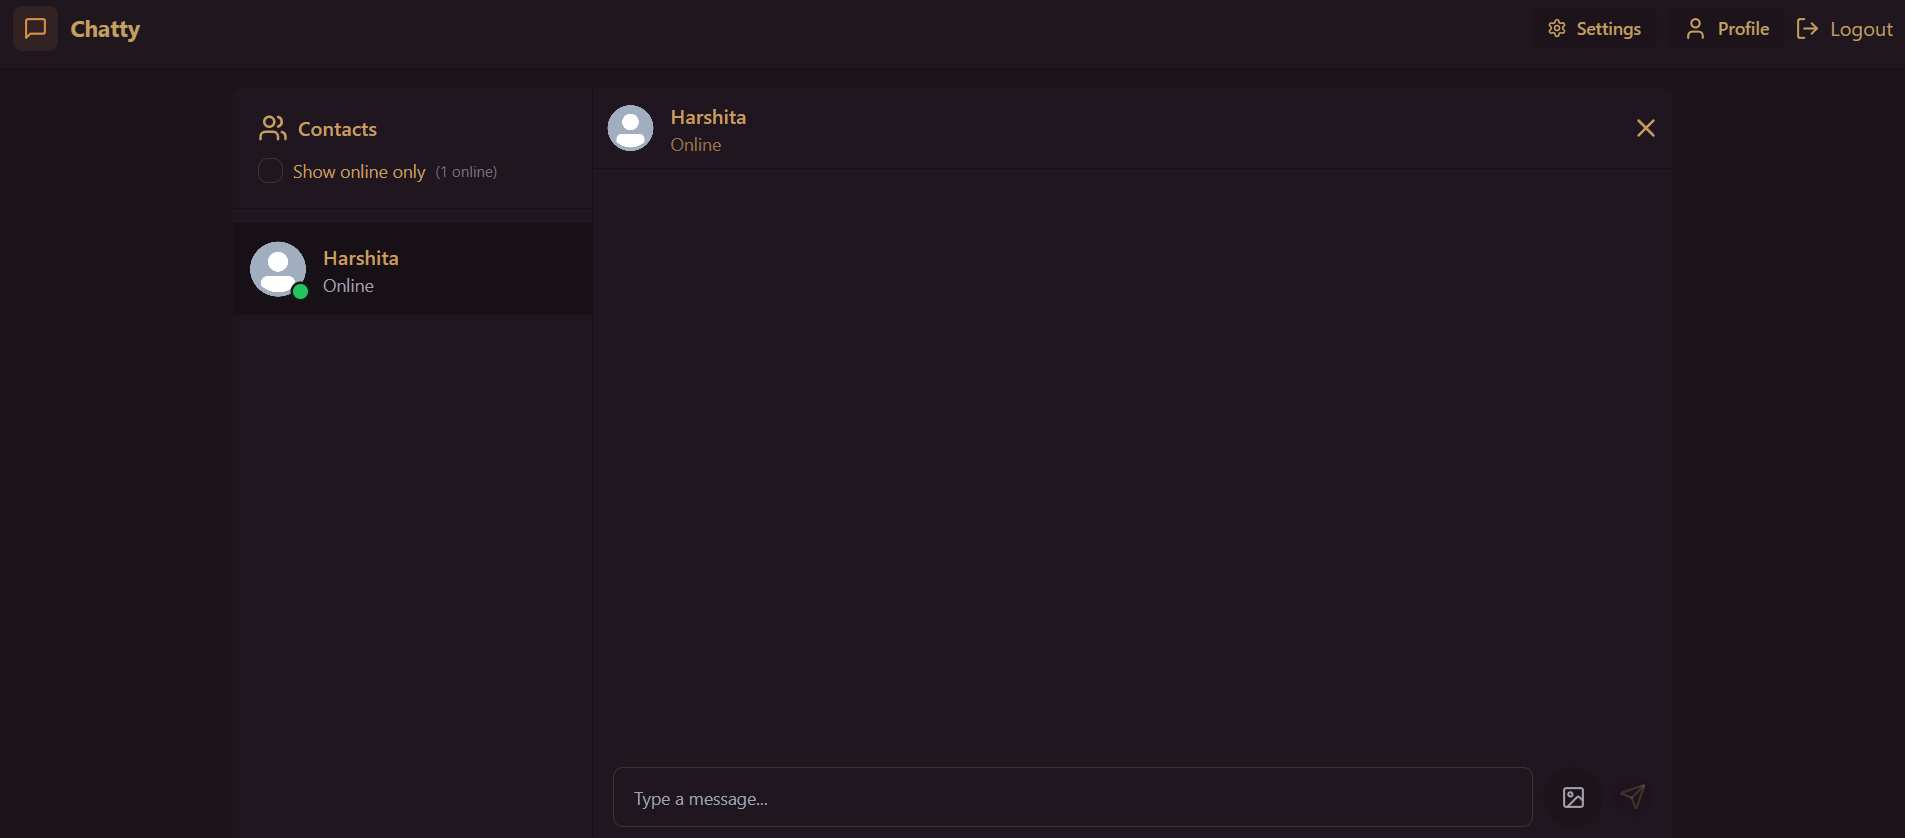 Chatty
Settings
Profile
Logout
Contacts
Show online only (1 online)
Harshita
Online
Harshita
Online
Type a message...